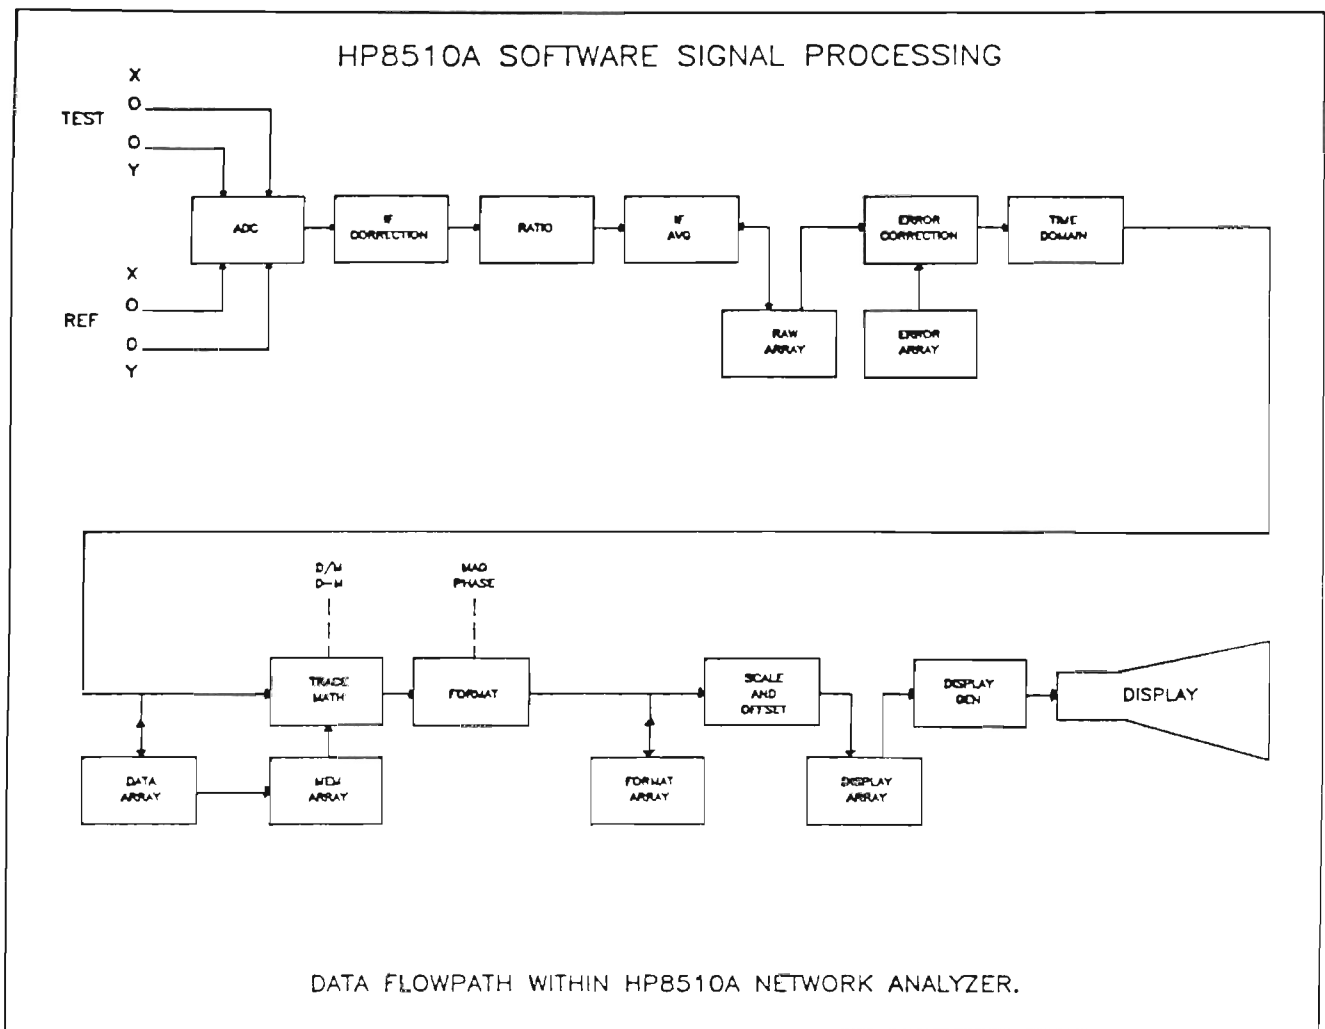 HP8510A SOFTWARE SIGNAL PROCESSING
X
TEST
Y
ADC
IF
CORRECTION
RATIO
IF
AVG
ERROR
CORRECTION
TIME
DOMAIN
X
REF
Y
RAW
ARRAY
ERROR
ARRAY
D/M
D-M
MAG
PHASE
TRACE
MATH
FORMAT
SCALE
AND
OFFSET
DISPLAY
GEN
DISPLAY
DATA
ARRAY
MEM
ARRAY
FORMAT
ARRAY
DISPLAY
ARRAY
DATA FLOWPATH WITHIN HP8510A NETWORK ANALYZER.